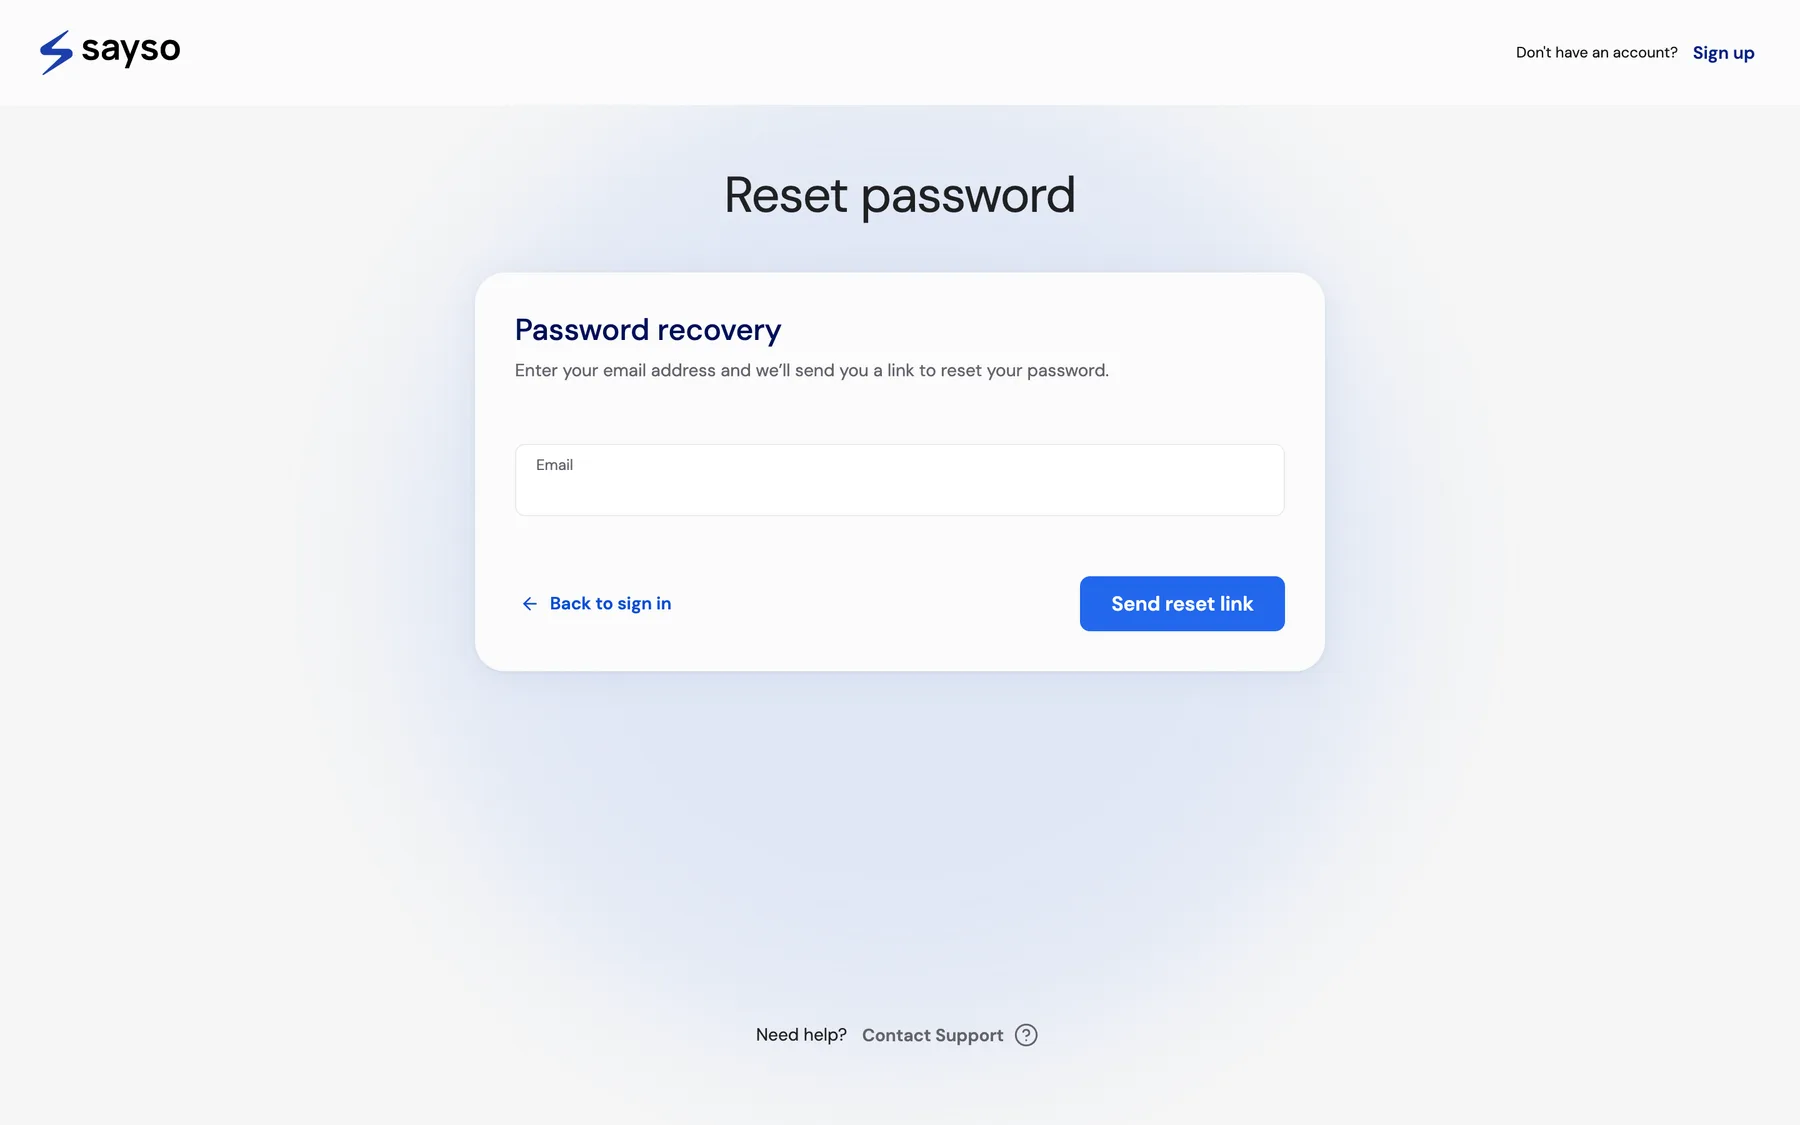 sayso
Don't have an account? Sign up
Reset password
Password recovery
Enter your email address and we’ll send you a link to reset your password.
Email
← Back to sign in
Send reset link
Need help? Contact Support ?